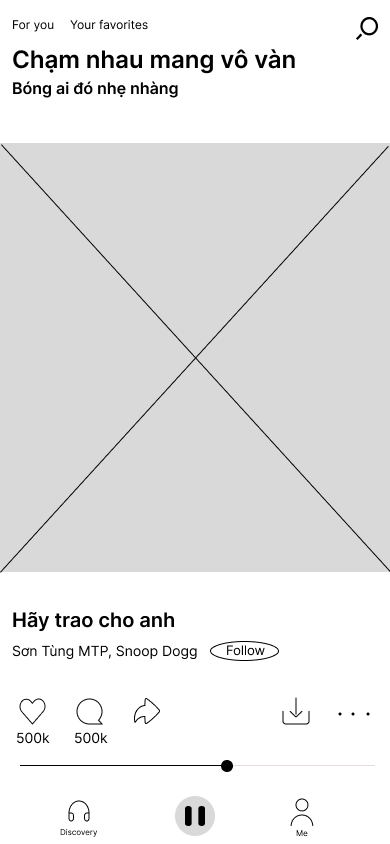 For you Your favorites
Chạm nhau mang vô vàn
Bóng ai đó nhẹ nhàng
Hãy trao cho anh
Sơn Tùng MTP, Snoop Dogg Follow
500k 500k
Discovery Me